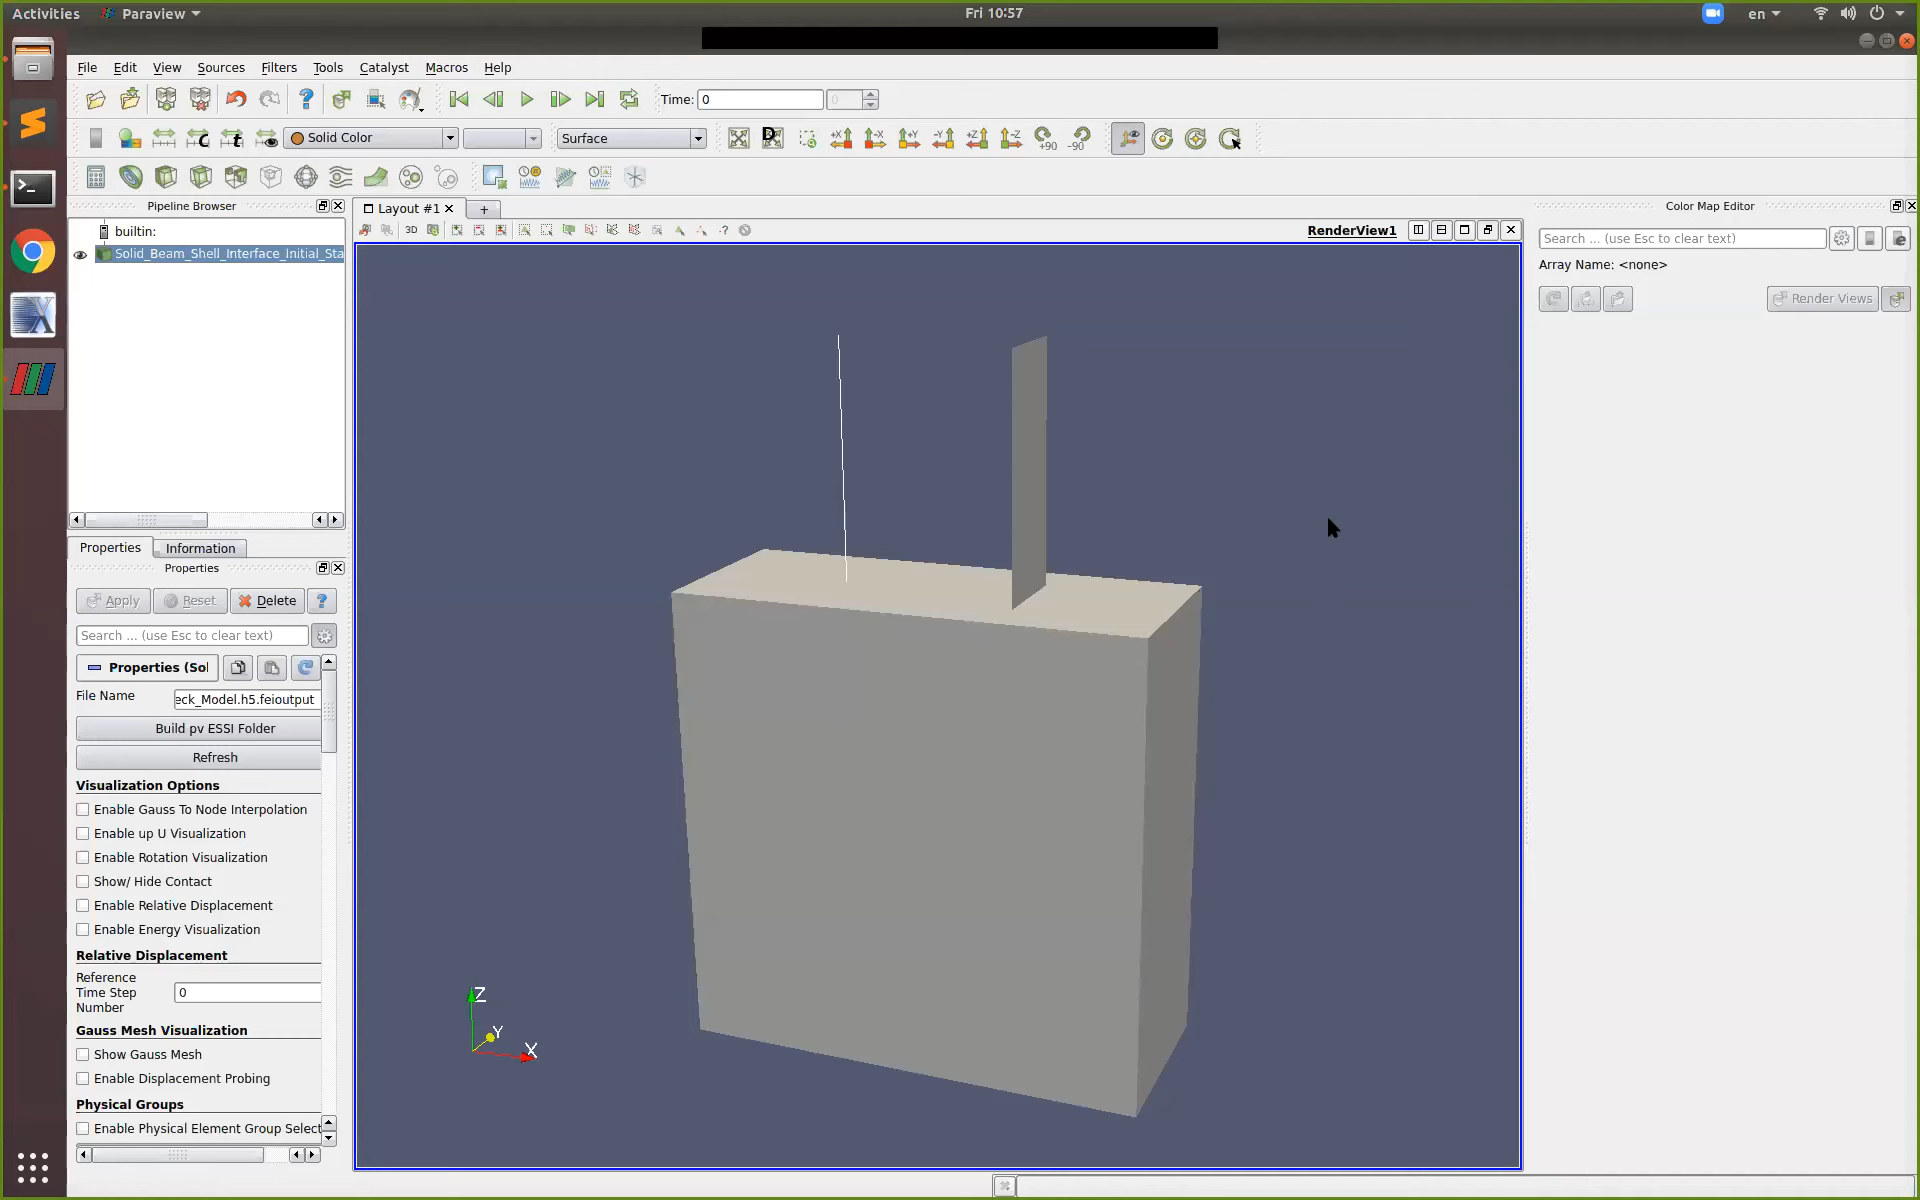 Activities
Paraview
Fri 10:57
en
File Edit View Sources Filters Tools Catalyst Macros Help
Time: 0
0
C
t
Solid Color
Surface
D
+X -X +Y -Y +Z -Z +90 -90
Pipeline Browser
builtin:
Solid_Beam_Shell_Interface_Initial_Sta
Properties Information
Properties
Apply Reset Delete ?
Search ... (use Esc to clear text)
Properties (Sol
File Name
eck_Model.h5.feioutput
Build pv ESSI Folder
Refresh
Visualization Options
Enable Gauss To Node Interpolation
Enable up U Visualization
Enable Rotation Visualization
Show/ Hide Contact
Enable Relative Displacement
Enable Energy Visualization
Relative Displacement
Reference
Time Step
Number
0
Gauss Mesh Visualization
Show Gauss Mesh
Enable Displacement Probing
Physical Groups
Enable Physical Element Group Select
Layout #1
+
3D
?
RenderView1
Z
Y
X
Color Map Editor
Search ... (use Esc to clear text)
Array Name: <none>
Render Views